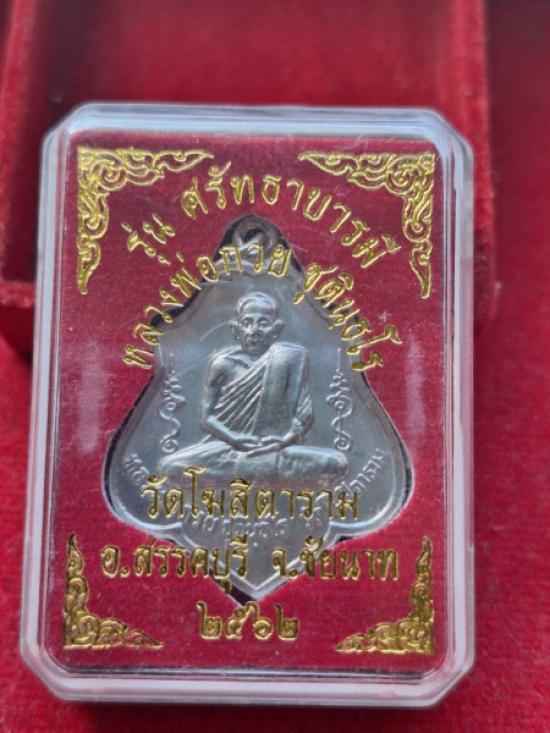 รุ่น ศรัทธาบารมี
หลวงพ่อกวย ชุตินฺธโร
วัดโฆสิตาราม
อ.สรรคบุรี จ.ชัยนาท
๒๕๖๒